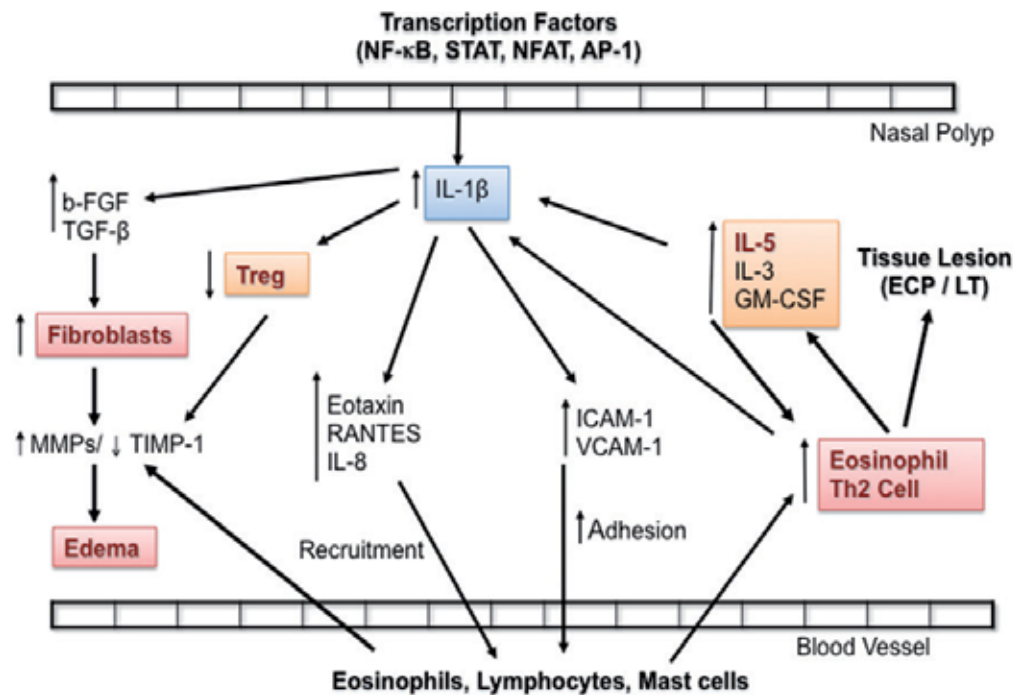 Transcription Factors
(NF-κB, STAT, NFAT, AP-1)
Nasal Polyp
↑ IL-1β
↑ b-FGF
TGF-β
↓ Treg
↑ IL-5
IL-3
GM-CSF
Tissue Lesion
(ECP / LT)
↑ Fibroblasts
↑ Eotaxin
RANTES
IL-8
↑ ICAM-1
VCAM-1
↑ MMPs/ ↓ TIMP-1
↑ Eosinophil
Th2 Cell
Edema
Recruitment
↑ Adhesion
Blood Vessel
Eosinophils, Lymphocytes, Mast cells